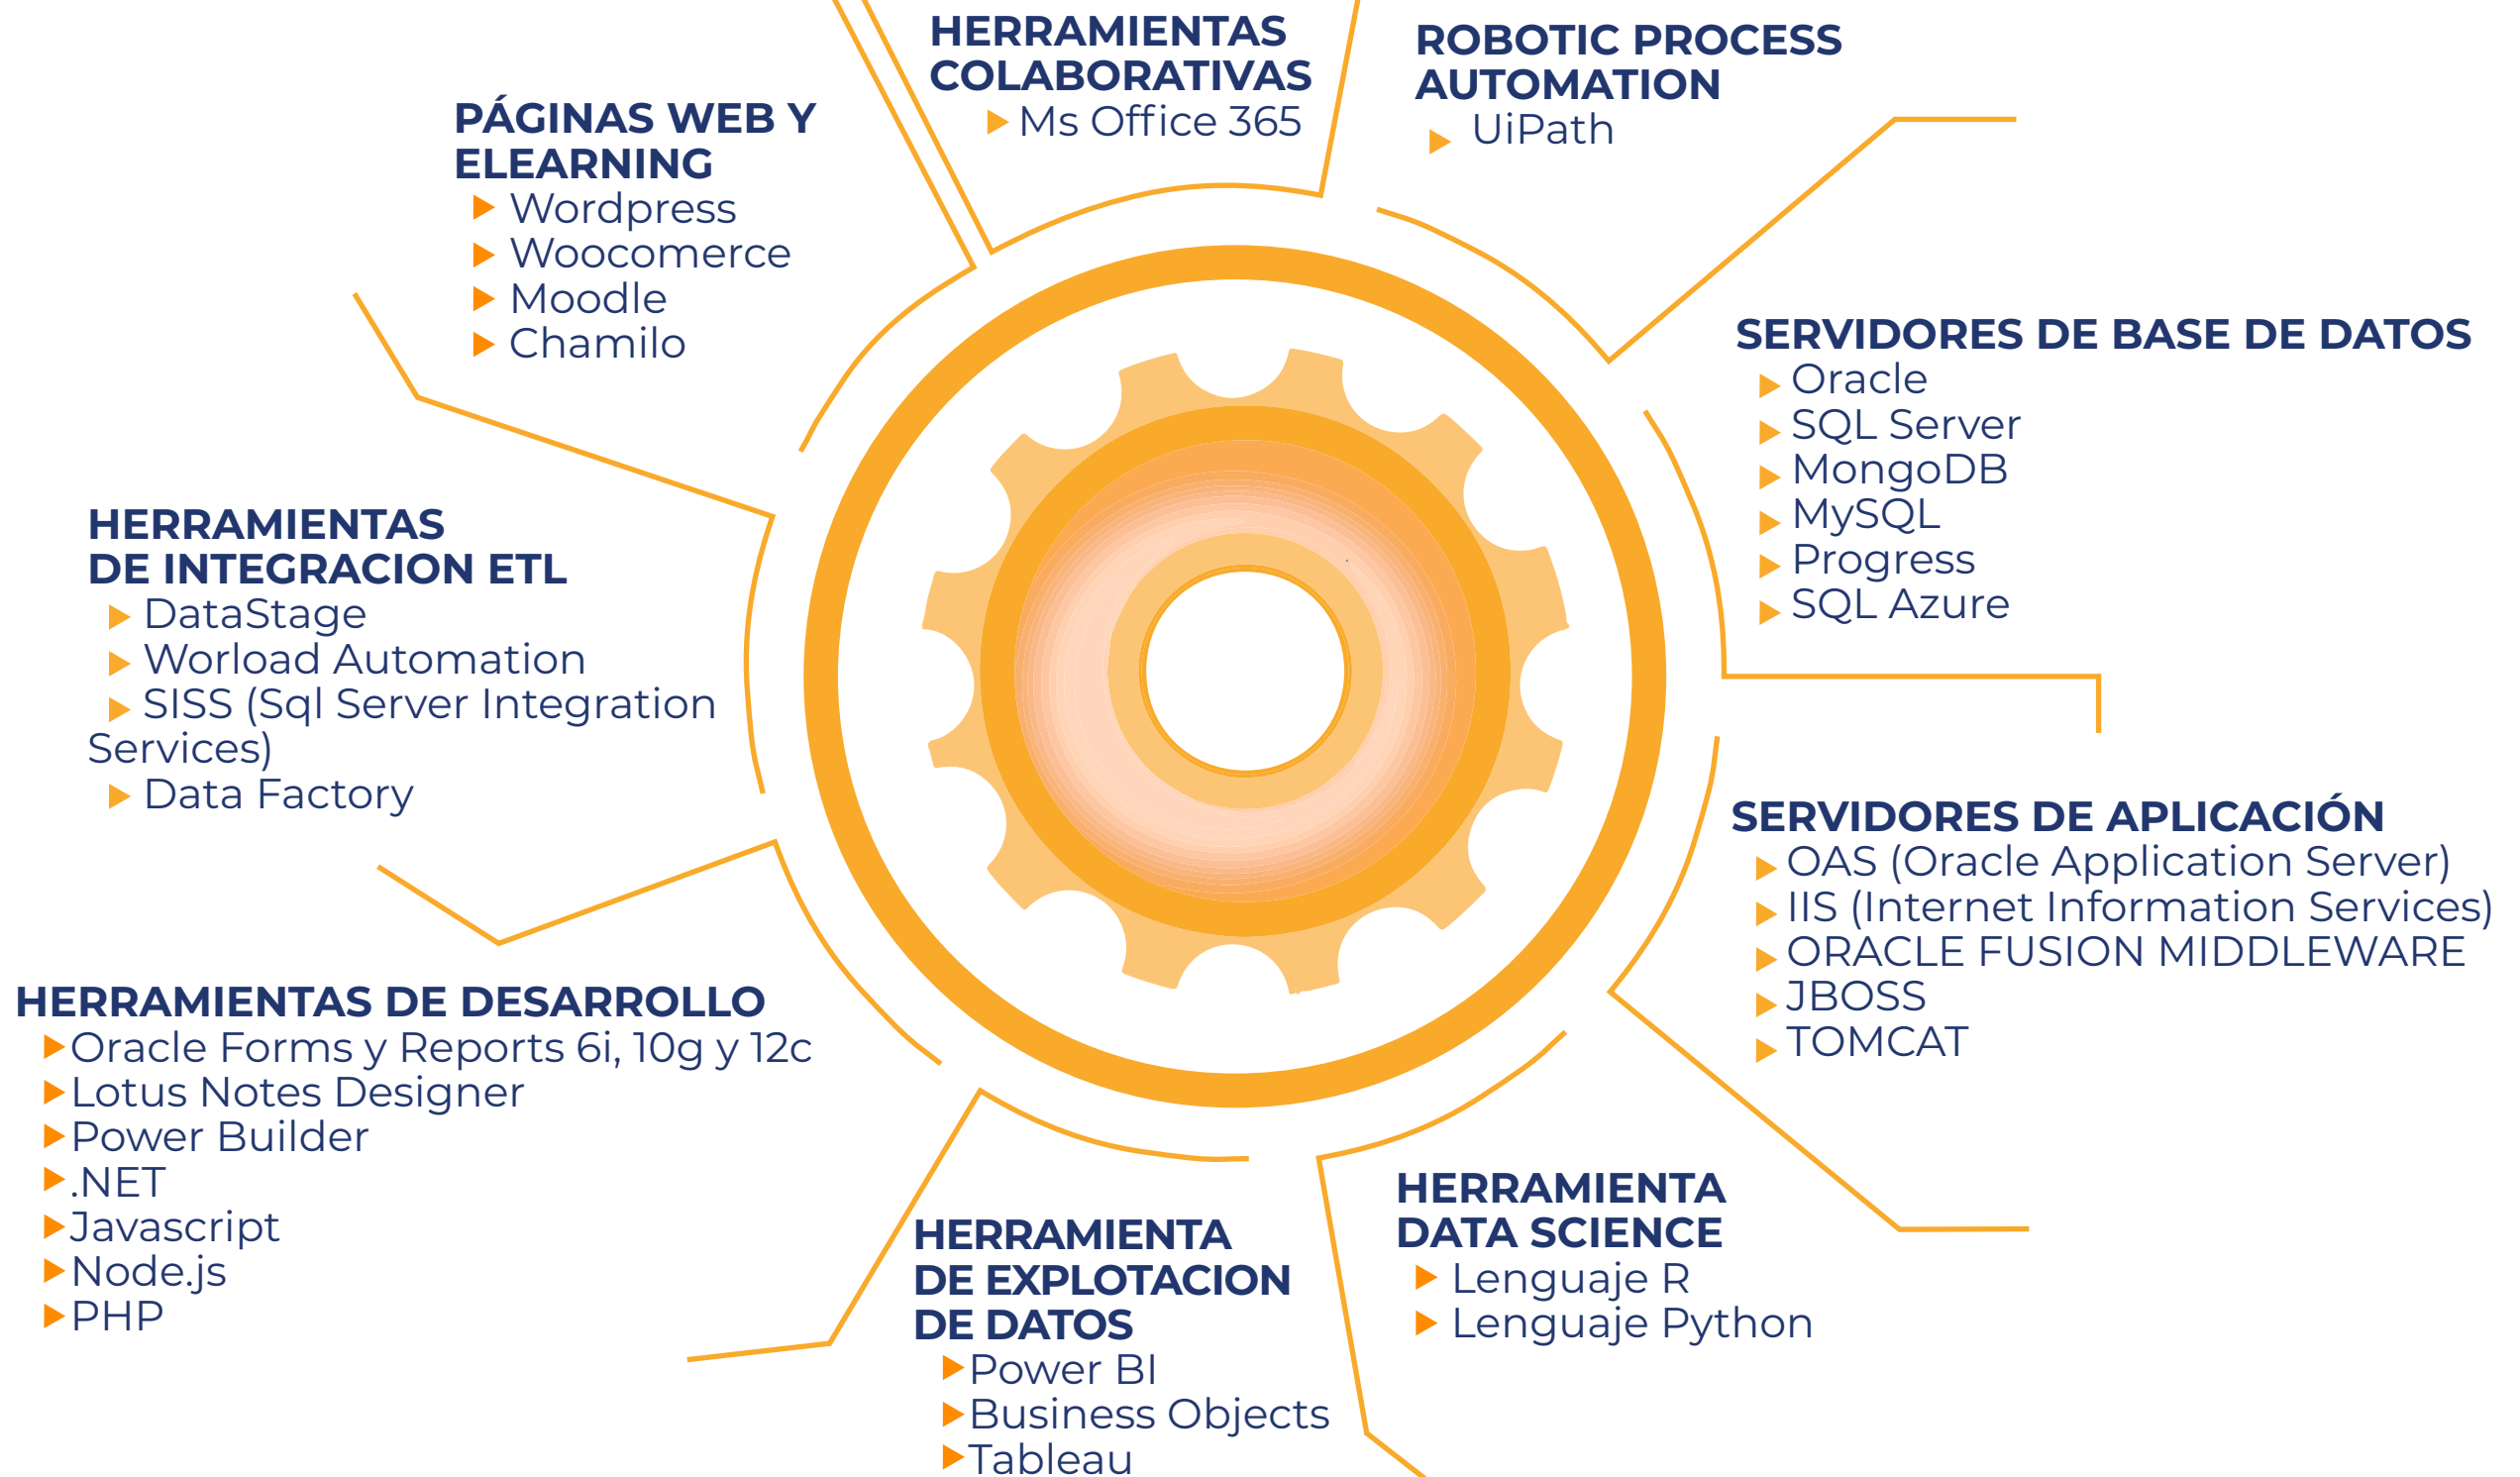 HERRAMIENTAS
COLABORATIVAS
Ms Office 365
ROBOTIC PROCESS
AUTOMATION
UiPath
PÁGINAS WEB Y
ELEARNING
Wordpress
Woocomerce
Moodle
Chamilo
SERVIDORES DE BASE DE DATOS
Oracle
SQL Server
MongoDB
MySQL
Progress
SQL Azure
HERRAMIENTAS
DE INTEGRACION ETL
DataStage
Worload Automation
SISS (Sql Server Integration
Services)
Data Factory
SERVIDORES DE APLICACIÓN
OAS (Oracle Application Server)
IIS (Internet Information Services)
ORACLE FUSION MIDDLEWARE
JBOSS
TOMCAT
HERRAMIENTAS DE DESARROLLO
Oracle Forms y Reports 6i, 10g y 12c
Lotus Notes Designer
Power Builder
.NET
Javascript
Node.js
PHP
HERRAMIENTA
DE EXPLOTACION
DE DATOS
Power BI
Business Objects
Tableau
HERRAMIENTA
DATA SCIENCE
Lenguaje R
Lenguaje Python